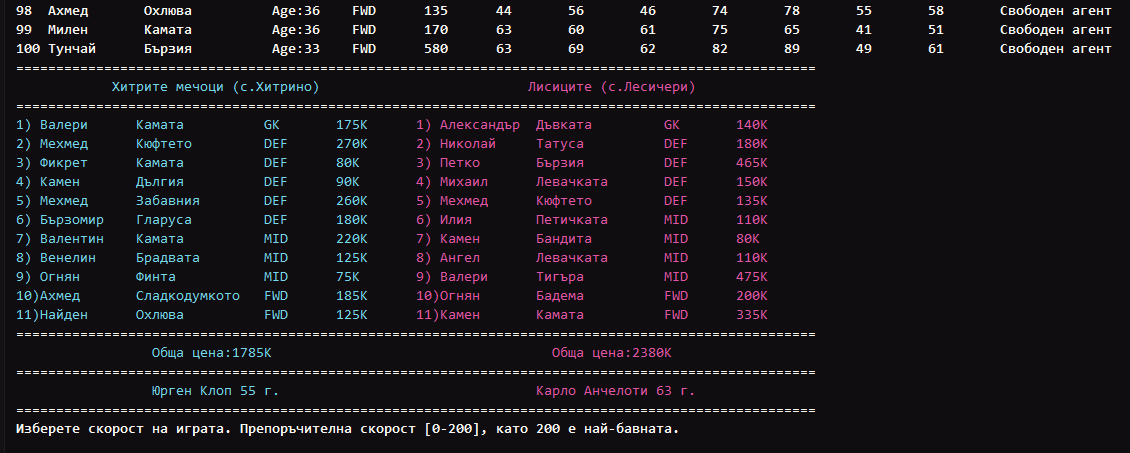 98  Ахмед      Охлюва          Age:36    FWD      135      44       56       46       74       78       55       58       Свободен агент
99  Милен      Камата          Age:36    FWD      170      63       60       61       75       65       41       51       Свободен агент
100 Тунчай     Бързия          Age:33    FWD      580      63       69       62       82       89       49       61       Свободен агент
====================================================================================================
Хитрите мечоци (с.Хитрино)                          Лисиците (с.Лесичери)
====================================================================================================
1) Валери      Камата          GK       175K      1) Александър  Дъвката         GK       140K
2) Мехмед      Кюфтето         DEF      270K      2) Николай     Татуса          DEF      180K
3) Фикрет      Камата          DEF      80K       3) Петко       Бързия          DEF      465K
4) Камен       Дългия          DEF      90K       4) Михаил      Левачката       DEF      150K
5) Мехмед      Забавния        DEF      260K      5) Мехмед      Кюфтето         DEF      135K
6) Бързомир    Гларуса         DEF      180K      6) Илия        Петичката       MID      110K
7) Валентин    Камата          MID      220K      7) Камен       Бандита         MID      80K
8) Венелин     Брадвата        MID      125K      8) Ангел       Левачката       MID      110K
9) Огнян       Финта           MID      75K       9) Валери      Тигъра          MID      475K
10)Ахмед       Сладкодумкото   FWD      185K      10)Огнян       Бадема          FWD      200K
11)Найден      Охлюва          FWD      125K      11)Камен       Камата          FWD      335K
====================================================================================================
Обща цена:1785K                                   Обща цена:2380K
====================================================================================================
Юрген Клоп 55 г.                                Карло Анчелоти 63 г.
====================================================================================================
Изберете скорост на играта. Препоръчителна скорост [0-200], като 200 е най-бавната.